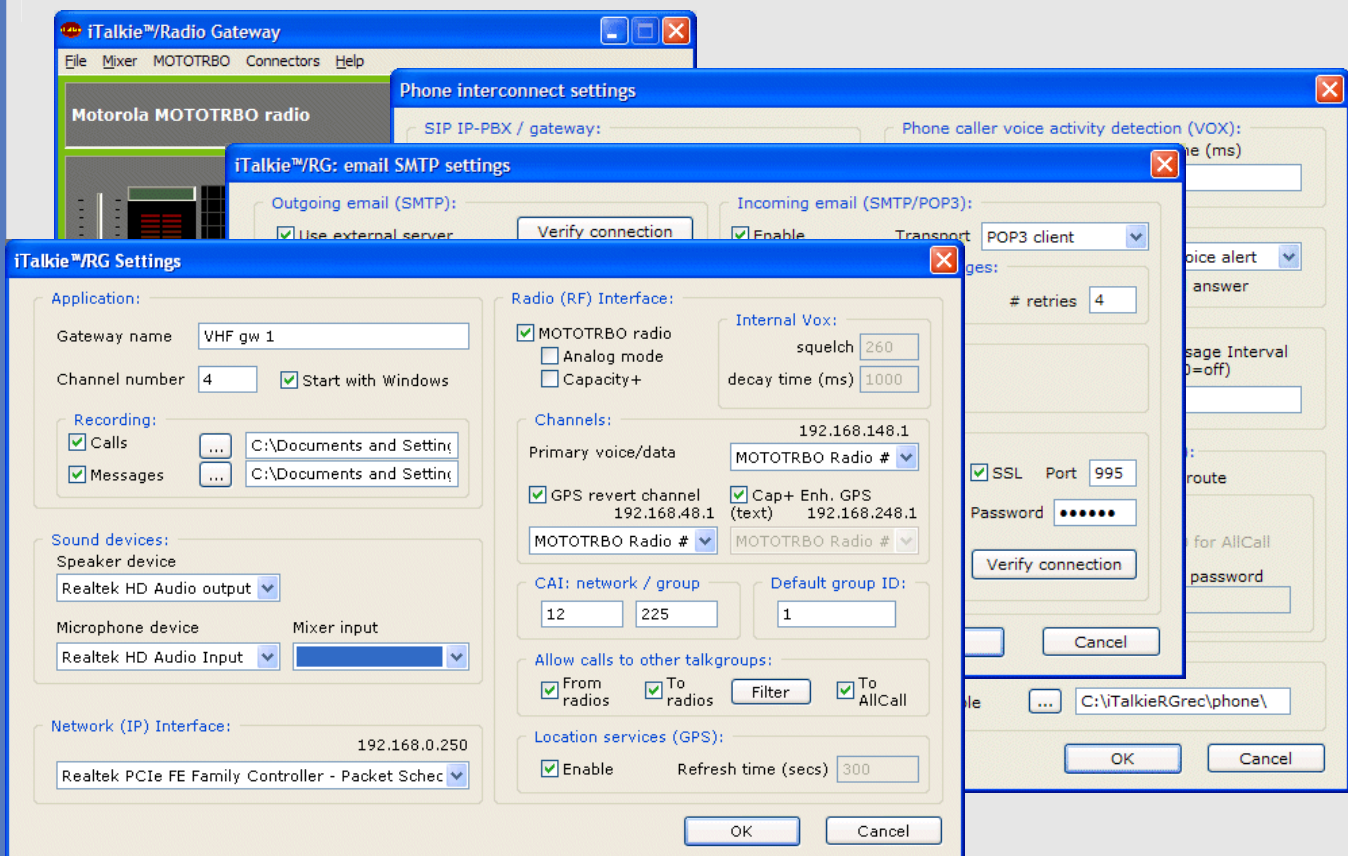 iTalkie™/Radio Gateway
File Mixer MOTOTRBO Connectors Help
Motorola MOTOTRBO radio
Phone interconnect settings
SIP IP-PBX / gateway:
Phone caller voice activity detection (VOX):
(ms)
oice alert
answer
sage Interval
0=off)
route
for AllCall
password
C:\iTalkieRGrec\phone\
OK Cancel
iTalkie™/RG: email SMTP settings
Outgoing email (SMTP):
Use external server
Verify connection
Incoming email (SMTP/POP3):
Enable Transport POP3 client
ges:
# retries 4
SSL Port 995
Password ••••••
Verify connection
Cancel
iTalkie™/RG Settings
Application:
Gateway name VHF gw 1
Channel number 4 Start with Windows
Recording:
Calls ... C:\Documents and Setting
Messages ... C:\Documents and Setting
Sound devices:
Speaker device
Realtek HD Audio output
Microphone device Mixer input
Realtek HD Audio Input
Network (IP) Interface:
192.168.0.250
Realtek PCIe FE Family Controller - Packet Schec
Radio (RF) Interface:
MOTOTRBO radio
Analog mode
Capacity+
Internal Vox:
squelch 260
decay time (ms) 1000
Channels:
192.168.148.1
Primary voice/data MOTOTRBO Radio #
GPS revert channel
192.168.48.1
MOTOTRBO Radio #
Cap+ Enh. GPS
(text) 192.168.248.1
MOTOTRBO Radio #
CAI: network / group
12 225
Default group ID:
1
Allow calls to other talkgroups:
From radios To radios Filter To AllCall
Location services (GPS):
Enable Refresh time (secs) 300
OK Cancel